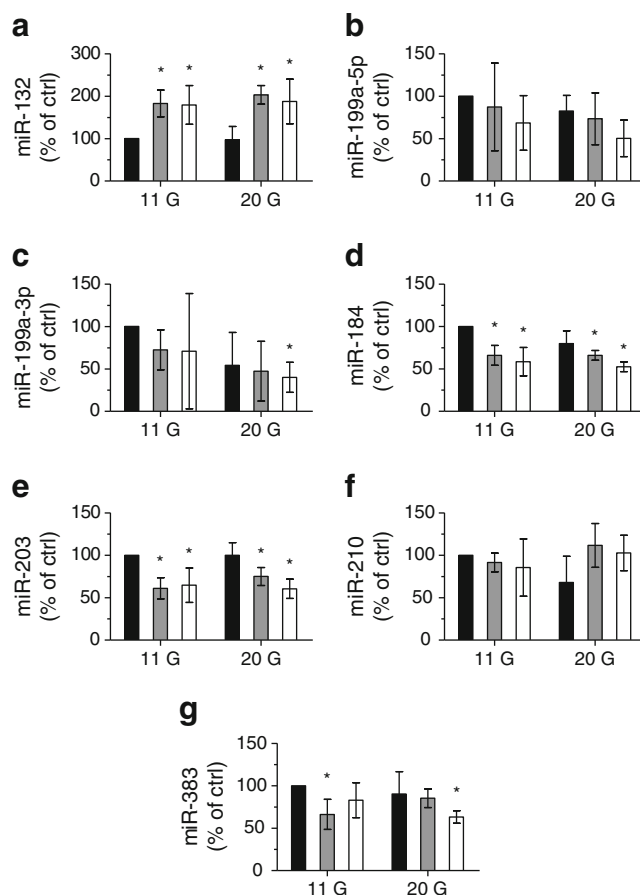 a
miR-132
(% of ctrl)
300
200
100
0
* * * *
11 G 20 G
b
miR-199a-5p
(% of ctrl)
150
100
50
0
11 G 20 G
c
miR-199a-3p
(% of ctrl)
150
100
50
0
*
11 G 20 G
d
miR-184
(% of ctrl)
150
100
50
0
* * * *
11 G 20 G
e
miR-203
(% of ctrl)
150
100
50
0
* * * *
11 G 20 G
f
miR-210
(% of ctrl)
150
100
50
0
11 G 20 G
g
miR-383
(% of ctrl)
150
100
50
0
* *
11 G 20 G